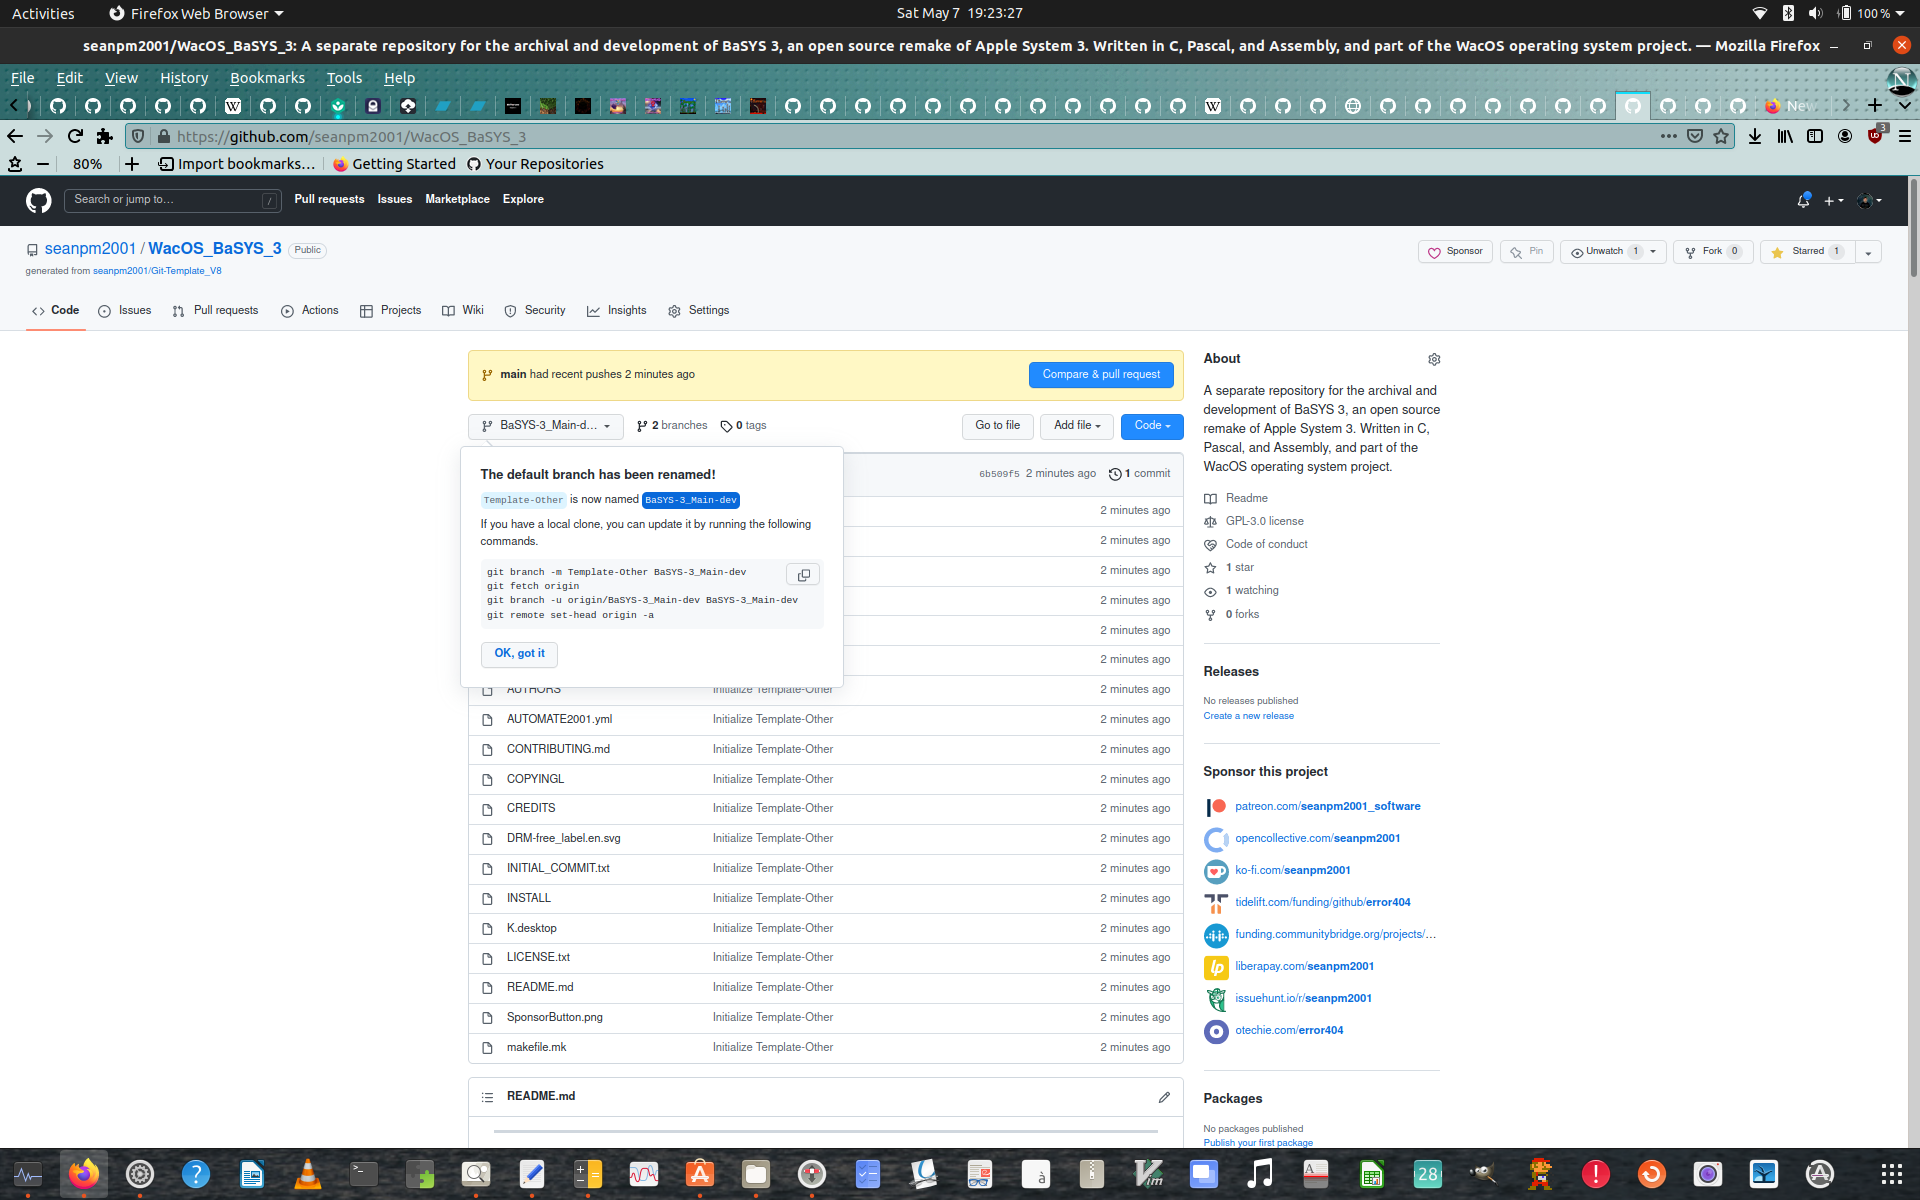 Activities
Firefox Web Browser
Sat May 7 19:23:27
100 %
seanpm2001/WacOS_BaSYS_3: A separate repository for the archival and development of BaSYS 3, an open source remake of Apple System 3. Written in C, Pascal, and Assembly, and part of the WacOS operating system project. — Mozilla Firefox
File Edit View History Bookmarks Tools Help
https://github.com/seanpm2001/WacOS_BaSYS_3
3
80%
Import bookmarks...
Getting Started
Your Repositories
Search or jump to...
/
Pull requests Issues Marketplace Explore
seanpm2001 / WacOS_BaSYS_3 Public
generated from seanpm2001/Git-Template_V8
Sponsor
Pin
Unwatch 1
Fork 0
Starred 1
Code Issues Pull requests Actions Projects Wiki Security Insights Settings
main had recent pushes 2 minutes ago
Compare & pull request
BaSYS-3_Main-d...
2 branches
0 tags
Go to file
Add file
Code
The default branch has been renamed!
Template-Other is now named BaSYS-3_Main-dev
If you have a local clone, you can update it by running the following
commands.
git branch -m Template-Other BaSYS-3_Main-dev
git fetch origin
git branch -u origin/BaSYS-3_Main-dev BaSYS-3_Main-dev
git remote set-head origin -a
OK, got it
6b509f5 2 minutes ago 1 commit
2 minutes ago
2 minutes ago
2 minutes ago
2 minutes ago
2 minutes ago
2 minutes ago
AUTHORS Initialize Template-Other 2 minutes ago
AUTOMATE2001.yml Initialize Template-Other 2 minutes ago
CONTRIBUTING.md Initialize Template-Other 2 minutes ago
COPYINGL Initialize Template-Other 2 minutes ago
CREDITS Initialize Template-Other 2 minutes ago
DRM-free_label.en.svg Initialize Template-Other 2 minutes ago
INITIAL_COMMIT.txt Initialize Template-Other 2 minutes ago
INSTALL Initialize Template-Other 2 minutes ago
K.desktop Initialize Template-Other 2 minutes ago
LICENSE.txt Initialize Template-Other 2 minutes ago
README.md Initialize Template-Other 2 minutes ago
SponsorButton.png Initialize Template-Other 2 minutes ago
makefile.mk Initialize Template-Other 2 minutes ago
README.md
About
A separate repository for the archival and
development of BaSYS 3, an open source
remake of Apple System 3. Written in C,
Pascal, and Assembly, and part of the
WacOS operating system project.
Readme
GPL-3.0 license
Code of conduct
1 star
1 watching
0 forks
Releases
No releases published
Create a new release
Sponsor this project
patreon.com/seanpm2001_software
opencollective.com/seanpm2001
ko-fi.com/seanpm2001
tidelift.com/funding/github/error404
funding.communitybridge.org/projects/...
liberapay.com/seanpm2001
issuehunt.io/r/seanpm2001
otechie.com/error404
Packages
No packages published
Publish your first package
28